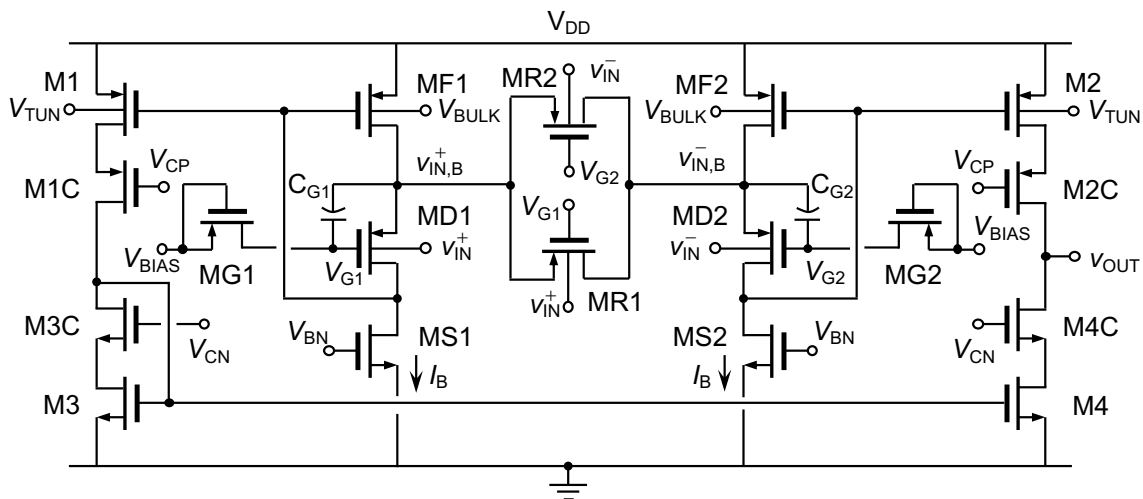 V_DD
M1 MF1 MR2 v_IN^− MF2 M2
V_TUN V_BULK V_BULK V_TUN
V_CP v_IN,B^+ V_G2 v_IN,B^− V_CP
M1C C_G1 V_G1 C_G2 M2C
MD1 MD2
V_BIAS v_IN^+ v_IN^− V_BIAS v_OUT
MG1 V_G1 V_G2 MG2
v_IN^+ MR1
M3C V_BN MS1 MS2 V_BN M4C
V_CN I_B I_B V_CN
M3 M4